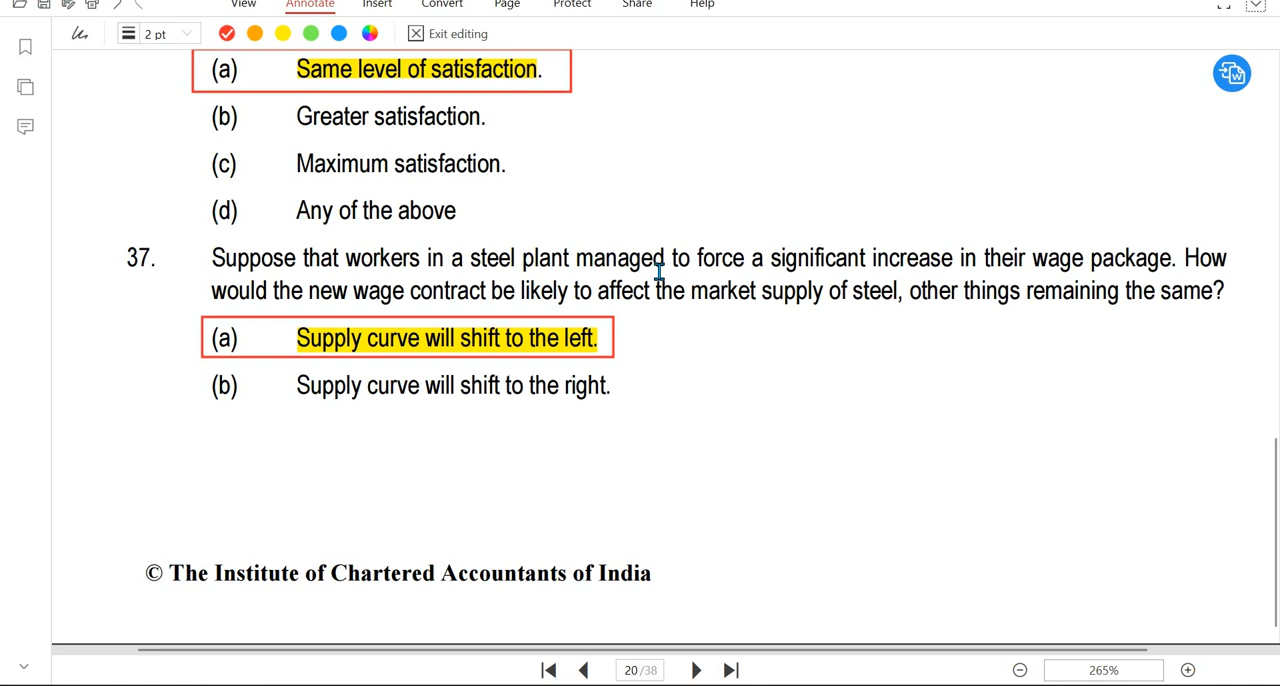 View Annotate Insert Convert Page Protect Share Help
2 pt Exit editing
(a) Same level of satisfaction.
(b) Greater satisfaction.
(c) Maximum satisfaction.
(d) Any of the above
37. Suppose that workers in a steel plant managed to force a significant increase in their wage package. How
would the new wage contract be likely to affect the market supply of steel, other things remaining the same?
(a) Supply curve will shift to the left.
(b) Supply curve will shift to the right.
© The Institute of Chartered Accountants of India
20 /38 265%